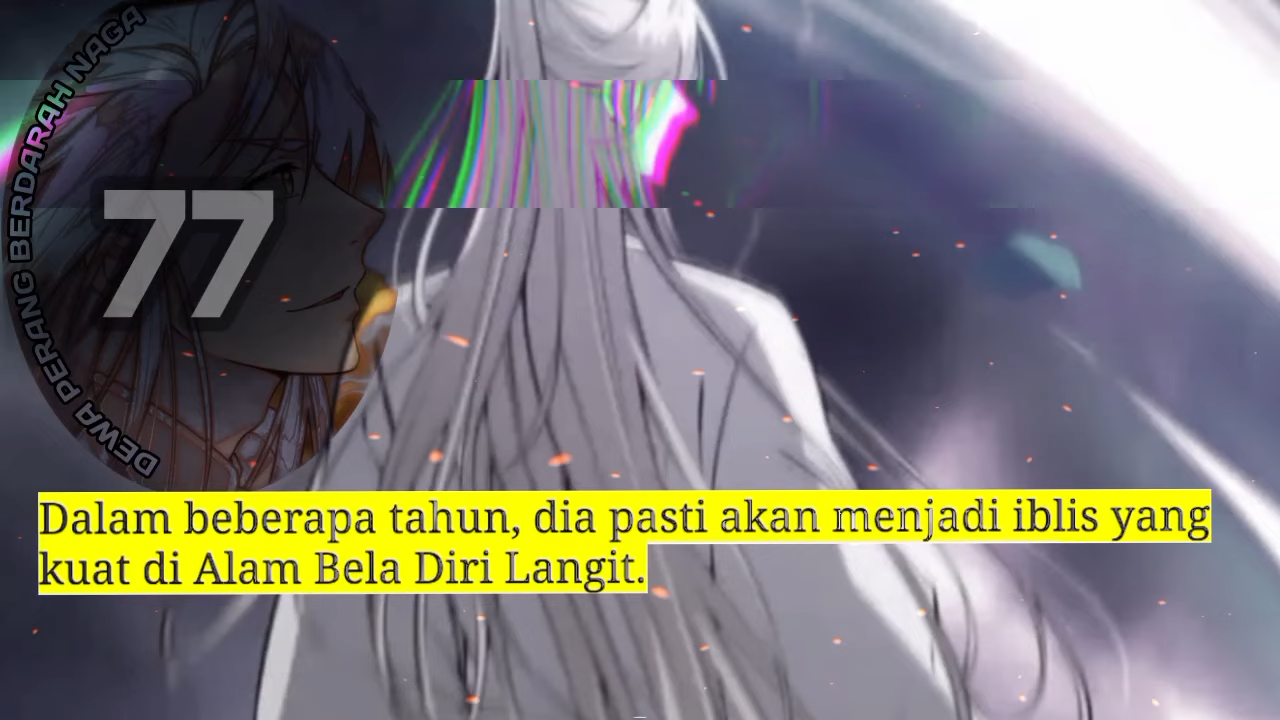 DEWA PERANG BERDARAH NAGA
77
Dalam beberapa tahun, dia pasti akan menjadi iblis yang
kuat di Alam Bela Diri Langit.